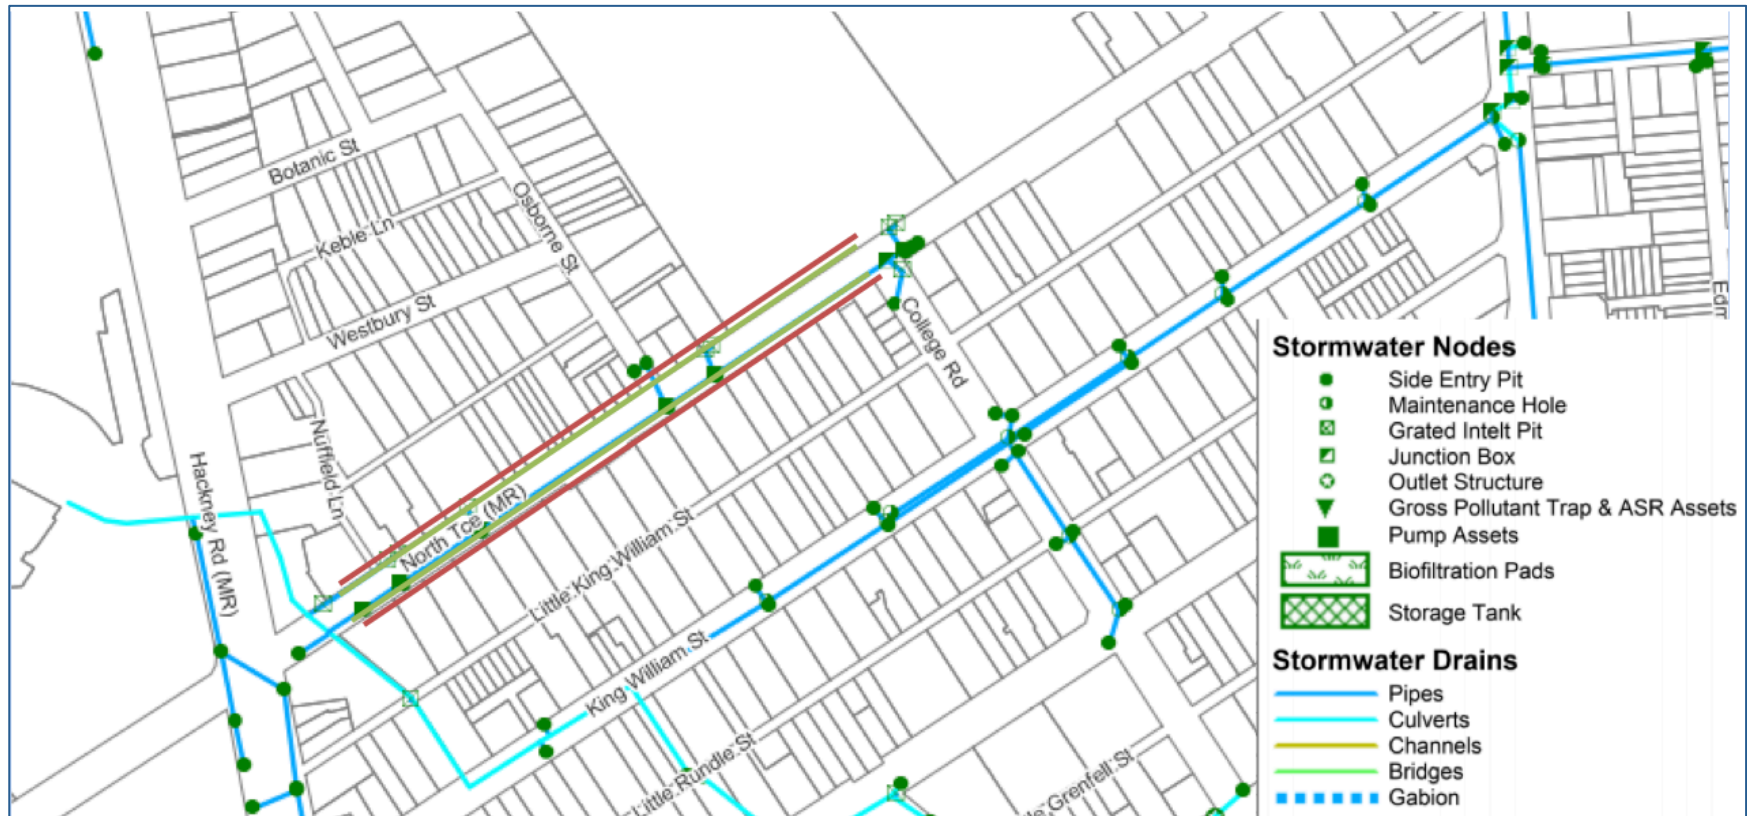 Botanic St
Keble Ln
Osborne St
Westbury St
Nuffield Ln
College Rd
Hackney Rd (MR)
North Tce (MR)
Little King William St
King William St
Little Rundle St
le Grenfell St
Stormwater Nodes
Side Entry Pit
Maintenance Hole
Grated Intelt Pit
Junction Box
Outlet Structure
Gross Pollutant Trap & ASR Assets
Pump Assets
Biofiltration Pads
Storage Tank
Stormwater Drains
Pipes
Culverts
Channels
Bridges
Gabion